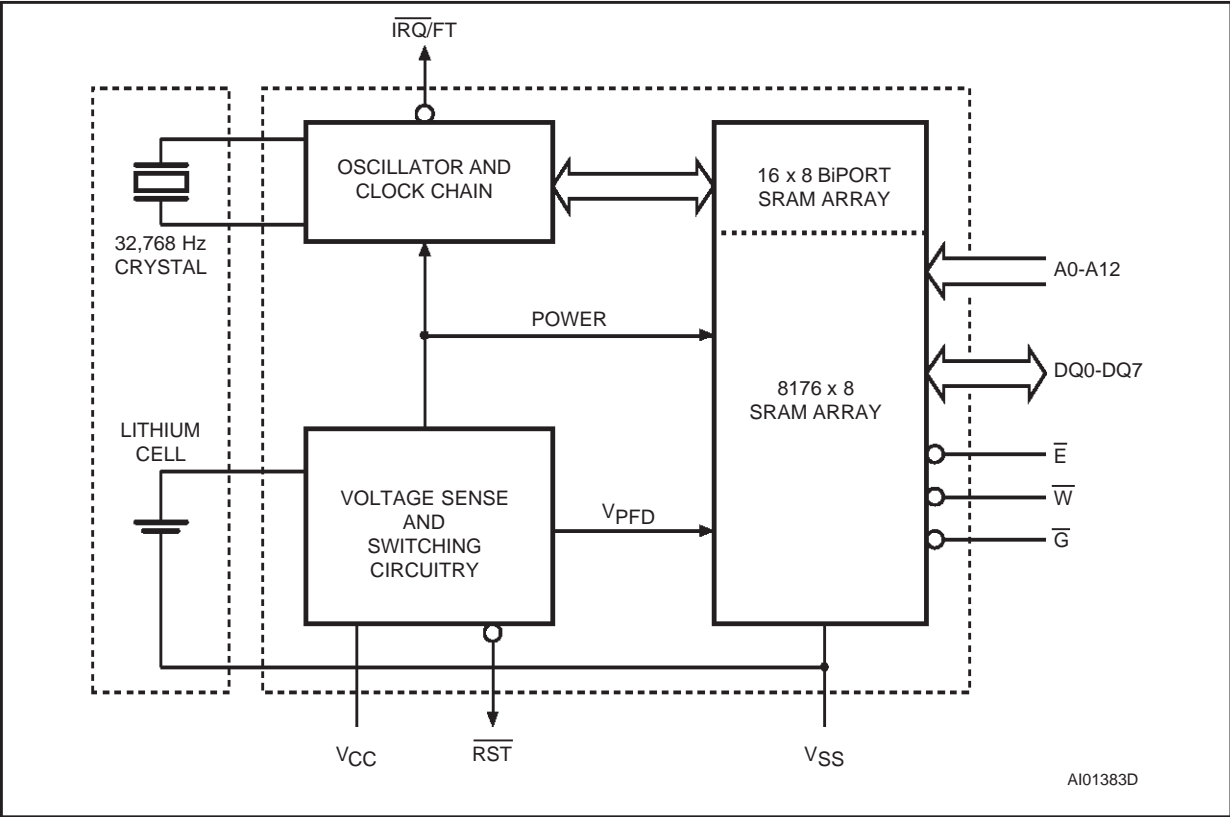 IRQ/FT
OSCILLATOR AND
CLOCK CHAIN
16 x 8 BiPORT
SRAM ARRAY
32,768 Hz
CRYSTAL
A0-A12
POWER
DQ0-DQ7
8176 x 8
SRAM ARRAY
LITHIUM
CELL
E
VOLTAGE SENSE
AND
SWITCHING
CIRCUITRY
VPFD
W
G
VCC
RST
VSS
AI01383D